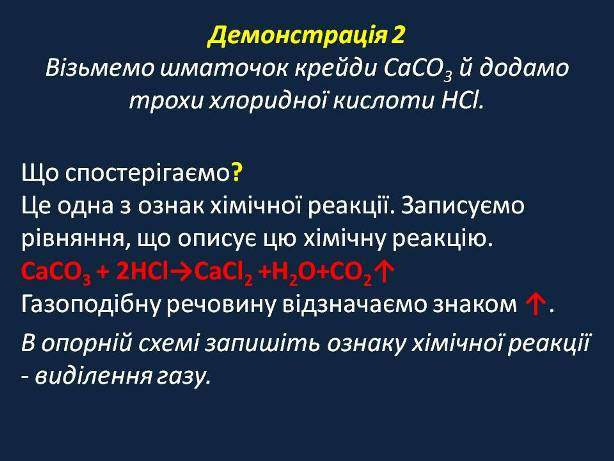 Демонстрація 2
Візьмемо шматочок крейди CaCO₃ й додамо
трохи хлоридної кислоти HCl.
Що спостерігаємо?
Це одна з ознак хімічної реакції. Записуємо
рівняння, що описує цю хімічну реакцію.
CaCO₃ + 2HCl→CaCl₂ +H₂O+CO₂↑
Газоподібну речовину відзначаємо знаком ↑.
В опорній схемі запишіть ознаку хімічної реакції
- виділення газу.